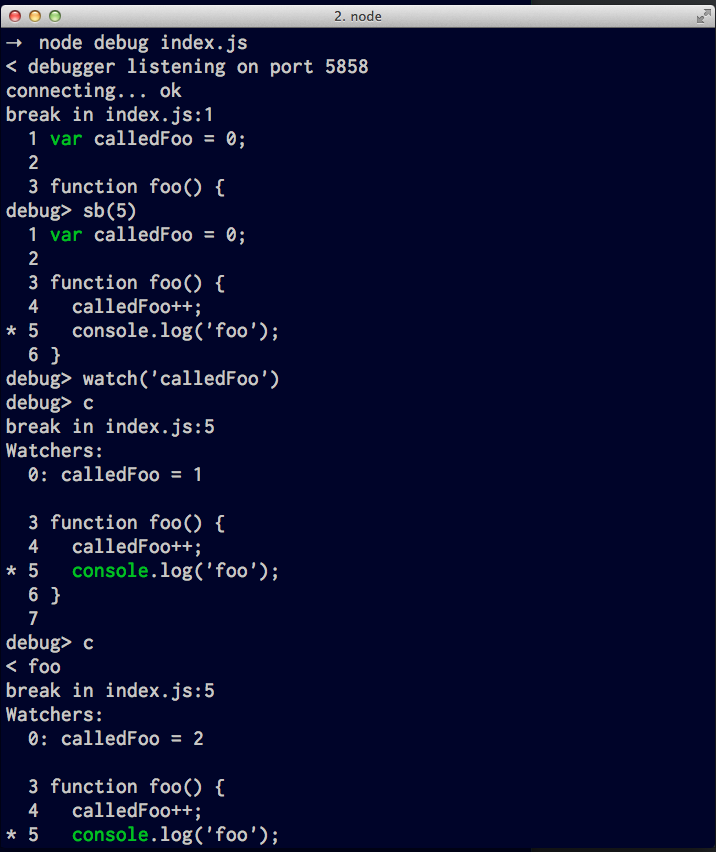 2. node
→ node debug index.js
< debugger listening on port 5858
connecting... ok
break in index.js:1
  1 var calledFoo = 0;
  2
  3 function foo() {
debug> sb(5)
  1 var calledFoo = 0;
  2
  3 function foo() {
  4   calledFoo++;
* 5   console.log('foo');
  6 }
debug> watch('calledFoo')
debug> c
break in index.js:5
Watchers:
  0: calledFoo = 1

  3 function foo() {
  4   calledFoo++;
* 5   console.log('foo');
  6 }
  7
debug> c
< foo
break in index.js:5
Watchers:
  0: calledFoo = 2

  3 function foo() {
  4   calledFoo++;
* 5   console.log('foo');